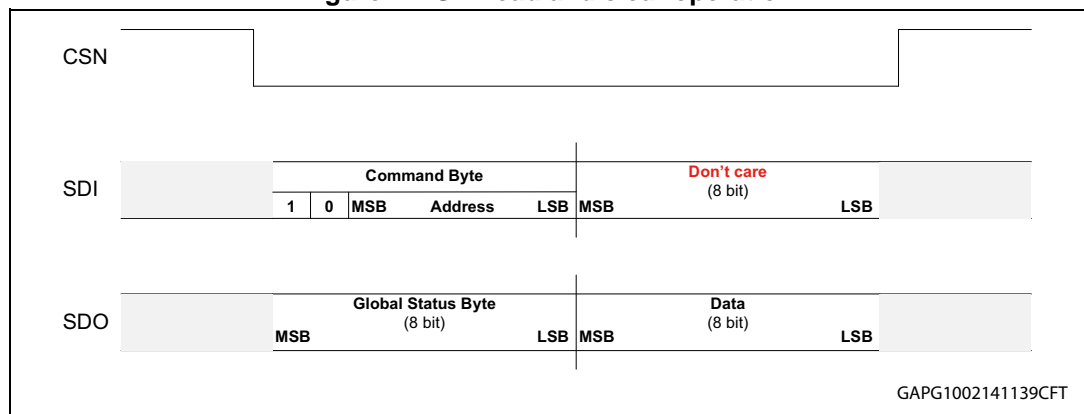 CSN
Command Byte
Don't care
SDI
(8 bit)
1 0 MSB Address LSB MSB LSB
Global Status Byte Data
SDO
(8 bit) (8 bit)
MSB LSB MSB LSB
GAPG1002141139CFT